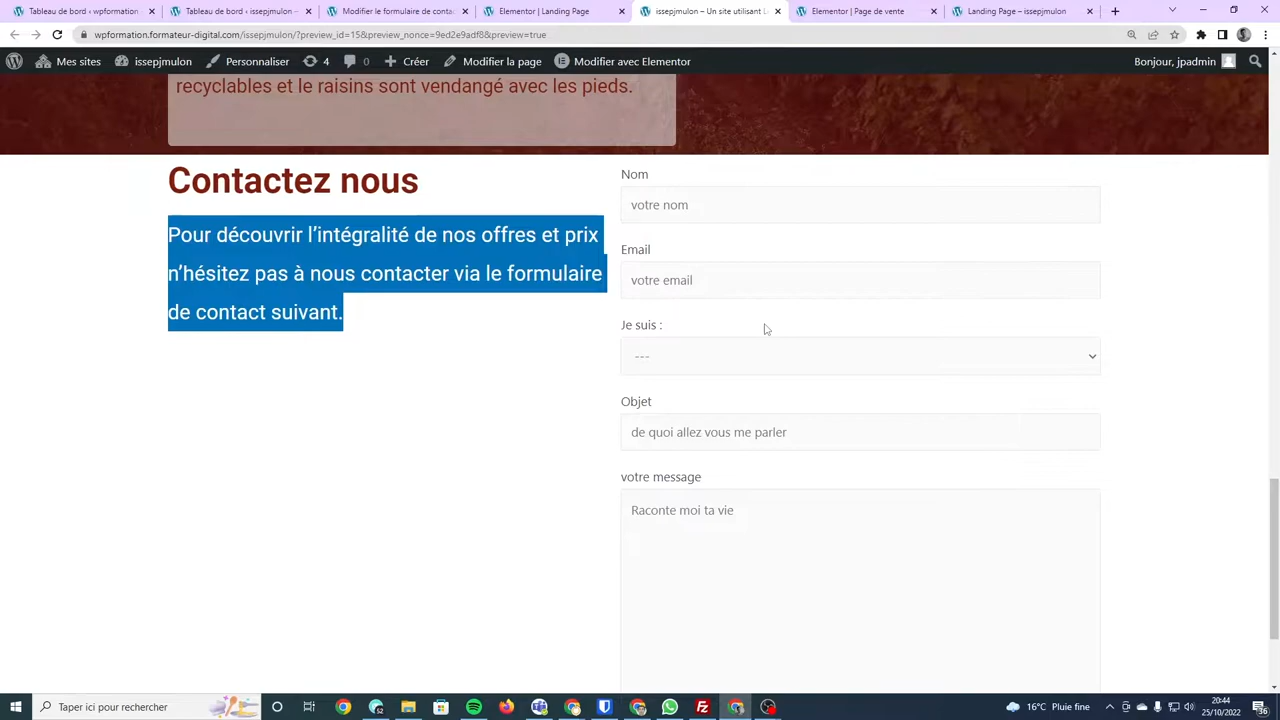 Tableau de bord ‹ wpformation
Tableau de bord ‹ issepjmulon
Modifier le formulaire de contac
Elementor | Landing Page
issepjmulon – Un site utilisant L
Elementor | Page de vente
Landing Page – issepjmulon
wpformation.formateur-digital.com/issepjmulon/?preview_id=15&preview_nonce=9ed2e9adf8&preview=true
Mes sites
issepjmulon
Personnaliser
4
0
Créer
Modifier la page
Modifier avec Elementor
Bonjour, jpadmin
recyclables et le raisins sont vendangé avec les pieds.
Contactez nous
Pour découvrir l’intégralité de nos offres et prix
n’hésitez pas à nous contacter via le formulaire
de contact suivant.
Nom
votre nom
Email
votre email
Je suis :
---
Objet
de quoi allez vous me parler
votre message
Raconte moi ta vie
Taper ici pour rechercher
16°C Pluie fine
20:44
25/10/2022
36